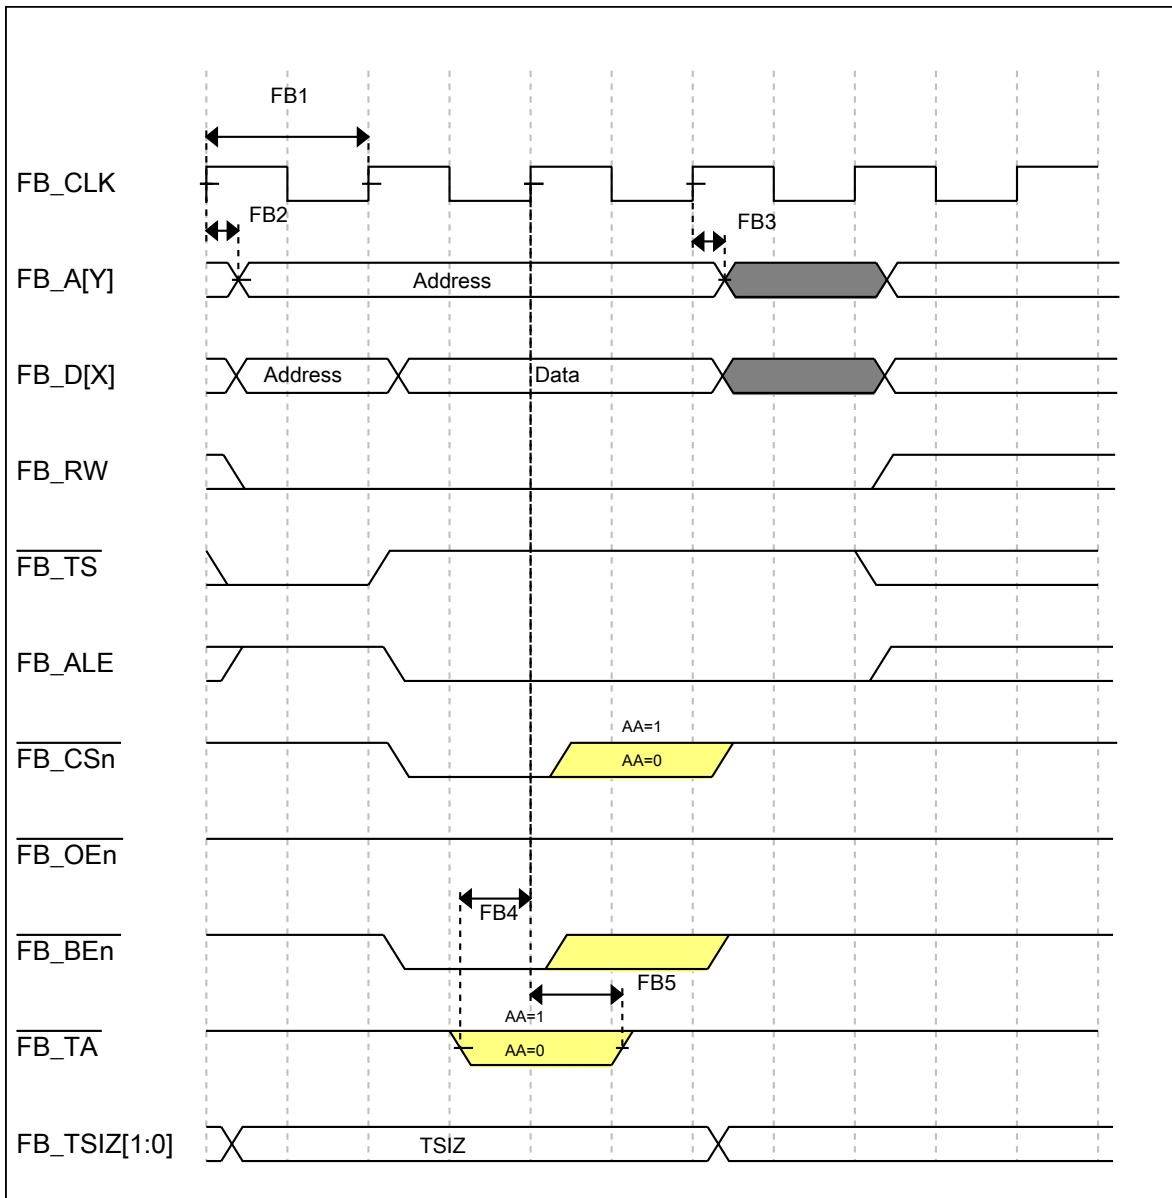 FB1
FB_CLK
FB2
FB3
FB_A[Y]
Address
FB_D[X]
Address
Data
FB_RW
FB_TS
FB_ALE
AA=1
FB_CSn
AA=0
FB_OEn
FB4
FB_BEn
FB5
AA=1
FB_TA
AA=0
FB_TSIZ[1:0]
TSIZ